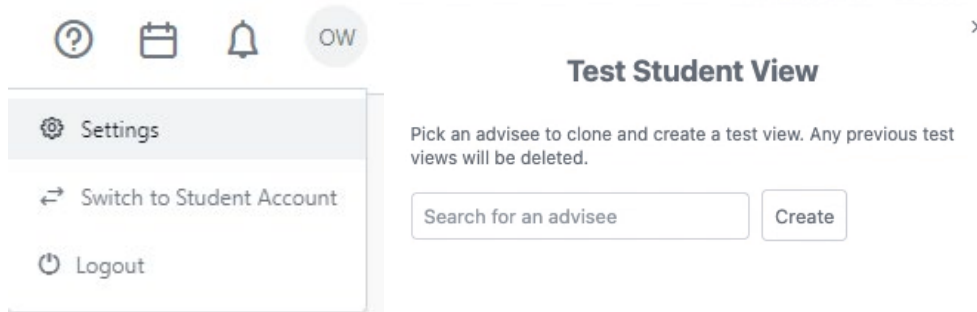 OW
Settings
Switch to Student Account
Logout
Test Student View
Pick an advisee to clone and create a test view. Any previous test
views will be deleted.
Search for an advisee
Create